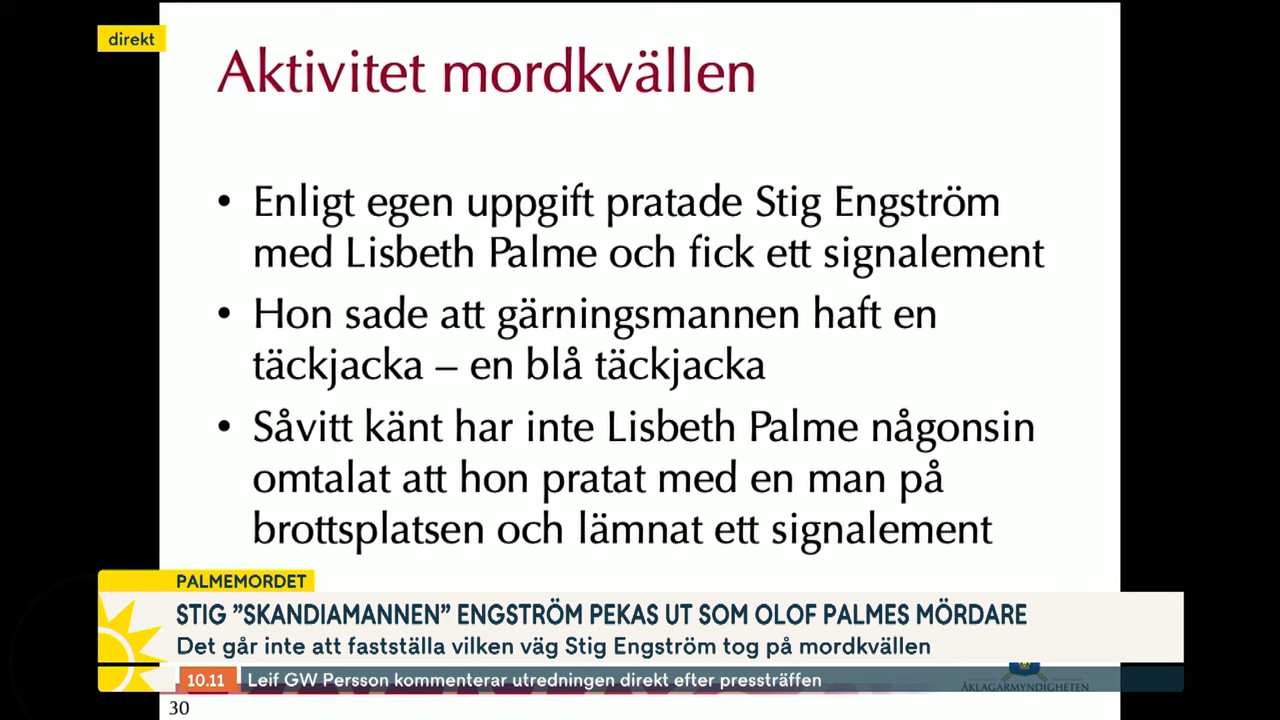 direkt
Aktivitet mordkvällen
• Enligt egen uppgift pratade Stig Engström
med Lisbeth Palme och fick ett signalement
• Hon sade att gärningsmannen haft en
täckjacka – en blå täckjacka
• Såvitt känt har inte Lisbeth Palme någonsin
omtalat att hon pratat med en man på
brottsplatsen och lämnat ett signalement
PALMEMORDET
STIG ”SKANDIAMANNEN” ENGSTRÖM PEKAS UT SOM OLOF PALMES MÖRDARE
Det går inte att fastställa vilken väg Stig Engström tog på mordkvällen
10.11 Leif GW Persson kommenterar utredningen direkt efter pressträffen
ÅKLAGARMYNDIGHETEN
30